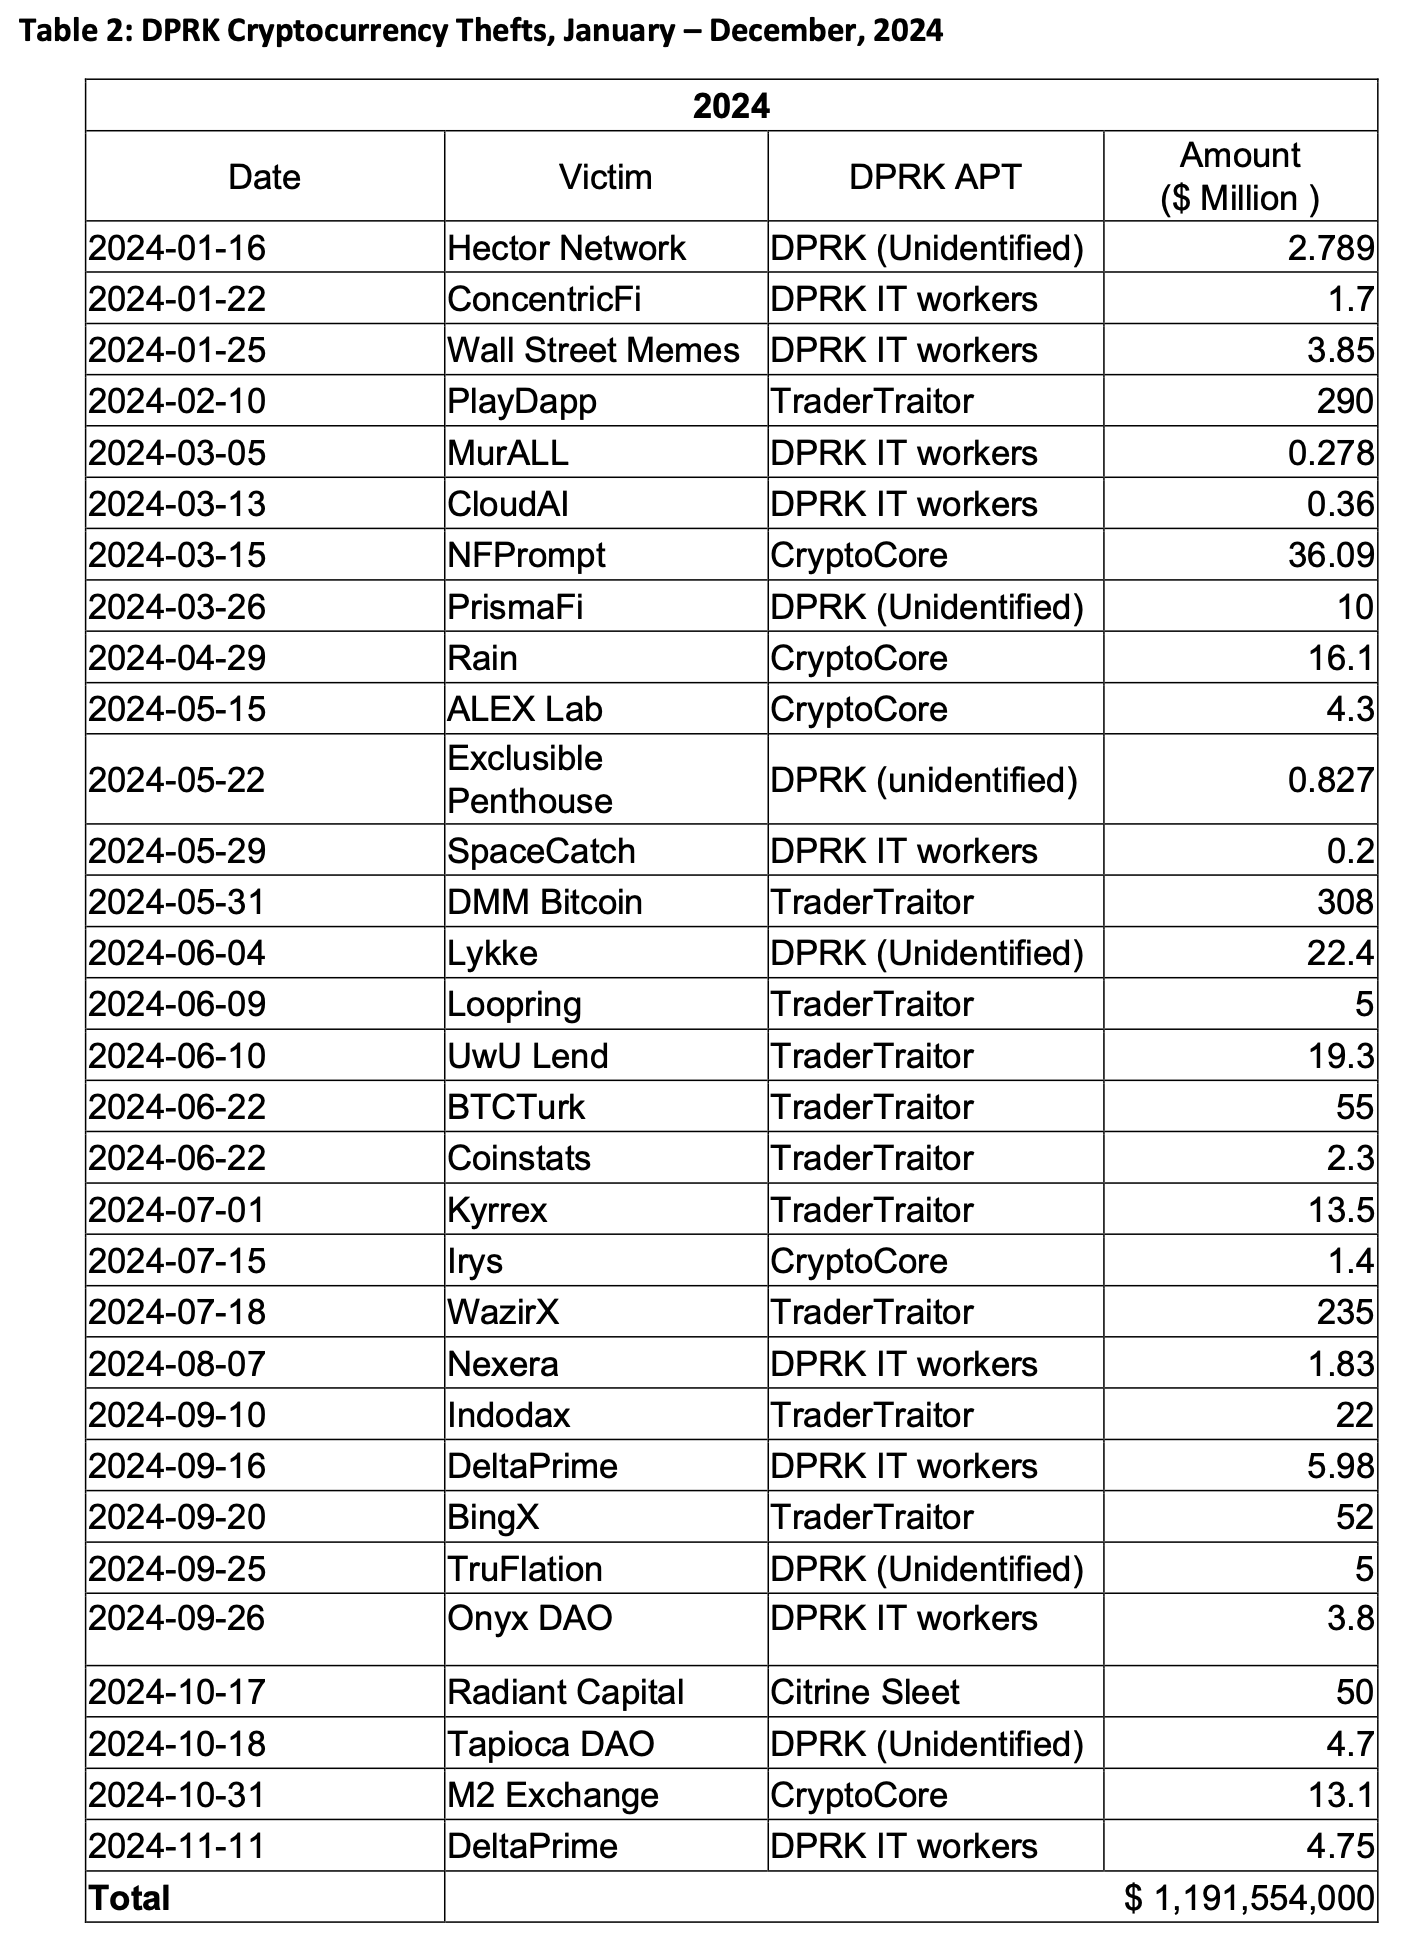 Table 2: DPRK Cryptocurrency Thefts, January – December, 2024
2024
Date Victim DPRK APT Amount
($ Million )
2024-01-16 Hector Network DPRK (Unidentified) 2.789
2024-01-22 ConcentricFi DPRK IT workers 1.7
2024-01-25 Wall Street Memes DPRK IT workers 3.85
2024-02-10 PlayDapp TraderTraitor 290
2024-03-05 MurALL DPRK IT workers 0.278
2024-03-13 CloudAI DPRK IT workers 0.36
2024-03-15 NFPrompt CryptoCore 36.09
2024-03-26 PrismaFi DPRK (Unidentified) 10
2024-04-29 Rain CryptoCore 16.1
2024-05-15 ALEX Lab CryptoCore 4.3
2024-05-22 Exclusible
Penthouse DPRK (unidentified) 0.827
2024-05-29 SpaceCatch DPRK IT workers 0.2
2024-05-31 DMM Bitcoin TraderTraitor 308
2024-06-04 Lykke DPRK (Unidentified) 22.4
2024-06-09 Loopring TraderTraitor 5
2024-06-10 UwU Lend TraderTraitor 19.3
2024-06-22 BTCTurk TraderTraitor 55
2024-06-22 Coinstats TraderTraitor 2.3
2024-07-01 Kyrrex TraderTraitor 13.5
2024-07-15 Irys CryptoCore 1.4
2024-07-18 WazirX TraderTraitor 235
2024-08-07 Nexera DPRK IT workers 1.83
2024-09-10 Indodax TraderTraitor 22
2024-09-16 DeltaPrime DPRK IT workers 5.98
2024-09-20 BingX TraderTraitor 52
2024-09-25 TruFlation DPRK (Unidentified) 5
2024-09-26 Onyx DAO DPRK IT workers 3.8
2024-10-17 Radiant Capital Citrine Sleet 50
2024-10-18 Tapioca DAO DPRK (Unidentified) 4.7
2024-10-31 M2 Exchange CryptoCore 13.1
2024-11-11 DeltaPrime DPRK IT workers 4.75
Total $ 1,191,554,000